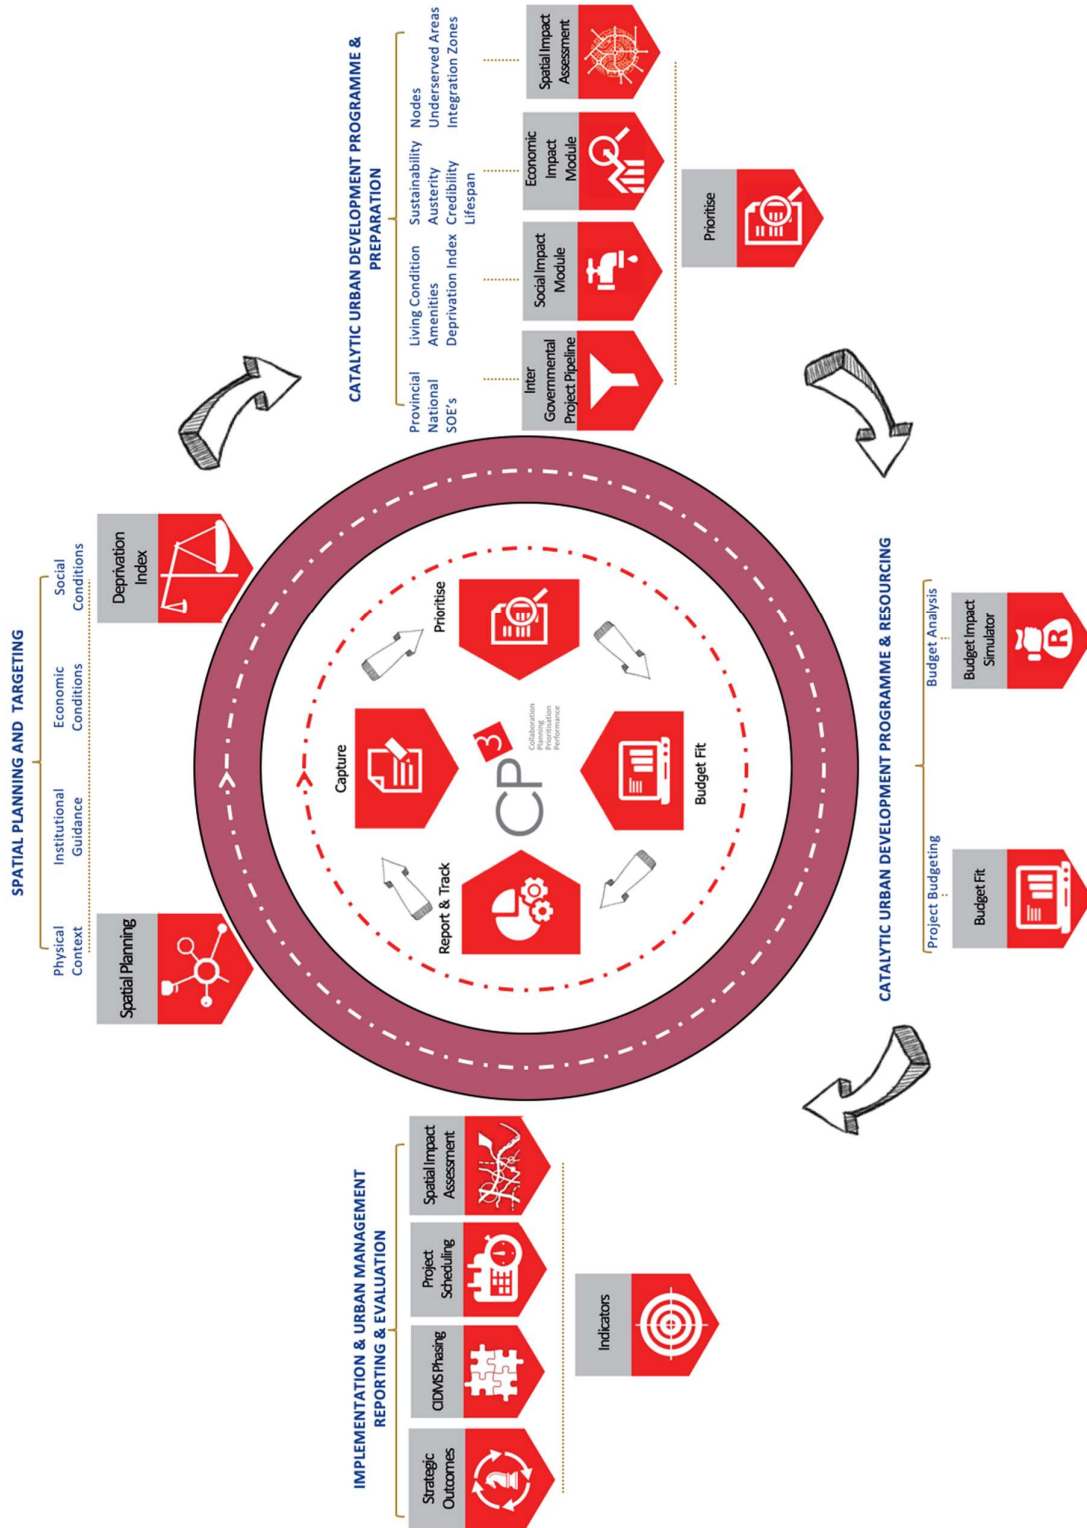 SPATIAL PLANNING AND TARGETING
Physical
Context
Institutional
Guidance
Economic
Conditions
Social
Conditions
Spatial Planning
Deprivation
Index
CATALYTIC URBAN DEVELOPMENT PROGRAMME &
PREPARATION
Provincial
National
SOE's
Living Condition
Amenities
Deprivation Index
Sustainability
Austerity
Credibility
Lifespan
Nodes
Underserved Areas
Integration Zones
Inter
Governmental
Project Pipeline
Social Impact
Module
Economic
Impact
Module
Spatial Impact
Assessment
Prioritise
CATALYTIC URBAN DEVELOPMENT PROGRAMME & RESOURCING
Project Budgeting
Budget Analysis
Budget Fit
Budget Impact
Simulator
R
IMPLEMENTATION & URBAN MANAGEMENT
REPORTING & EVALUATION
Strategic
Outcomes
CIDMS Phasing
Project
Scheduling
Spatial Impact
Assessment
Indicators
Capture
Prioritise
Budget Fit
Report & Track
CP3
Collaboration
Planning
Prioritisation
Performance